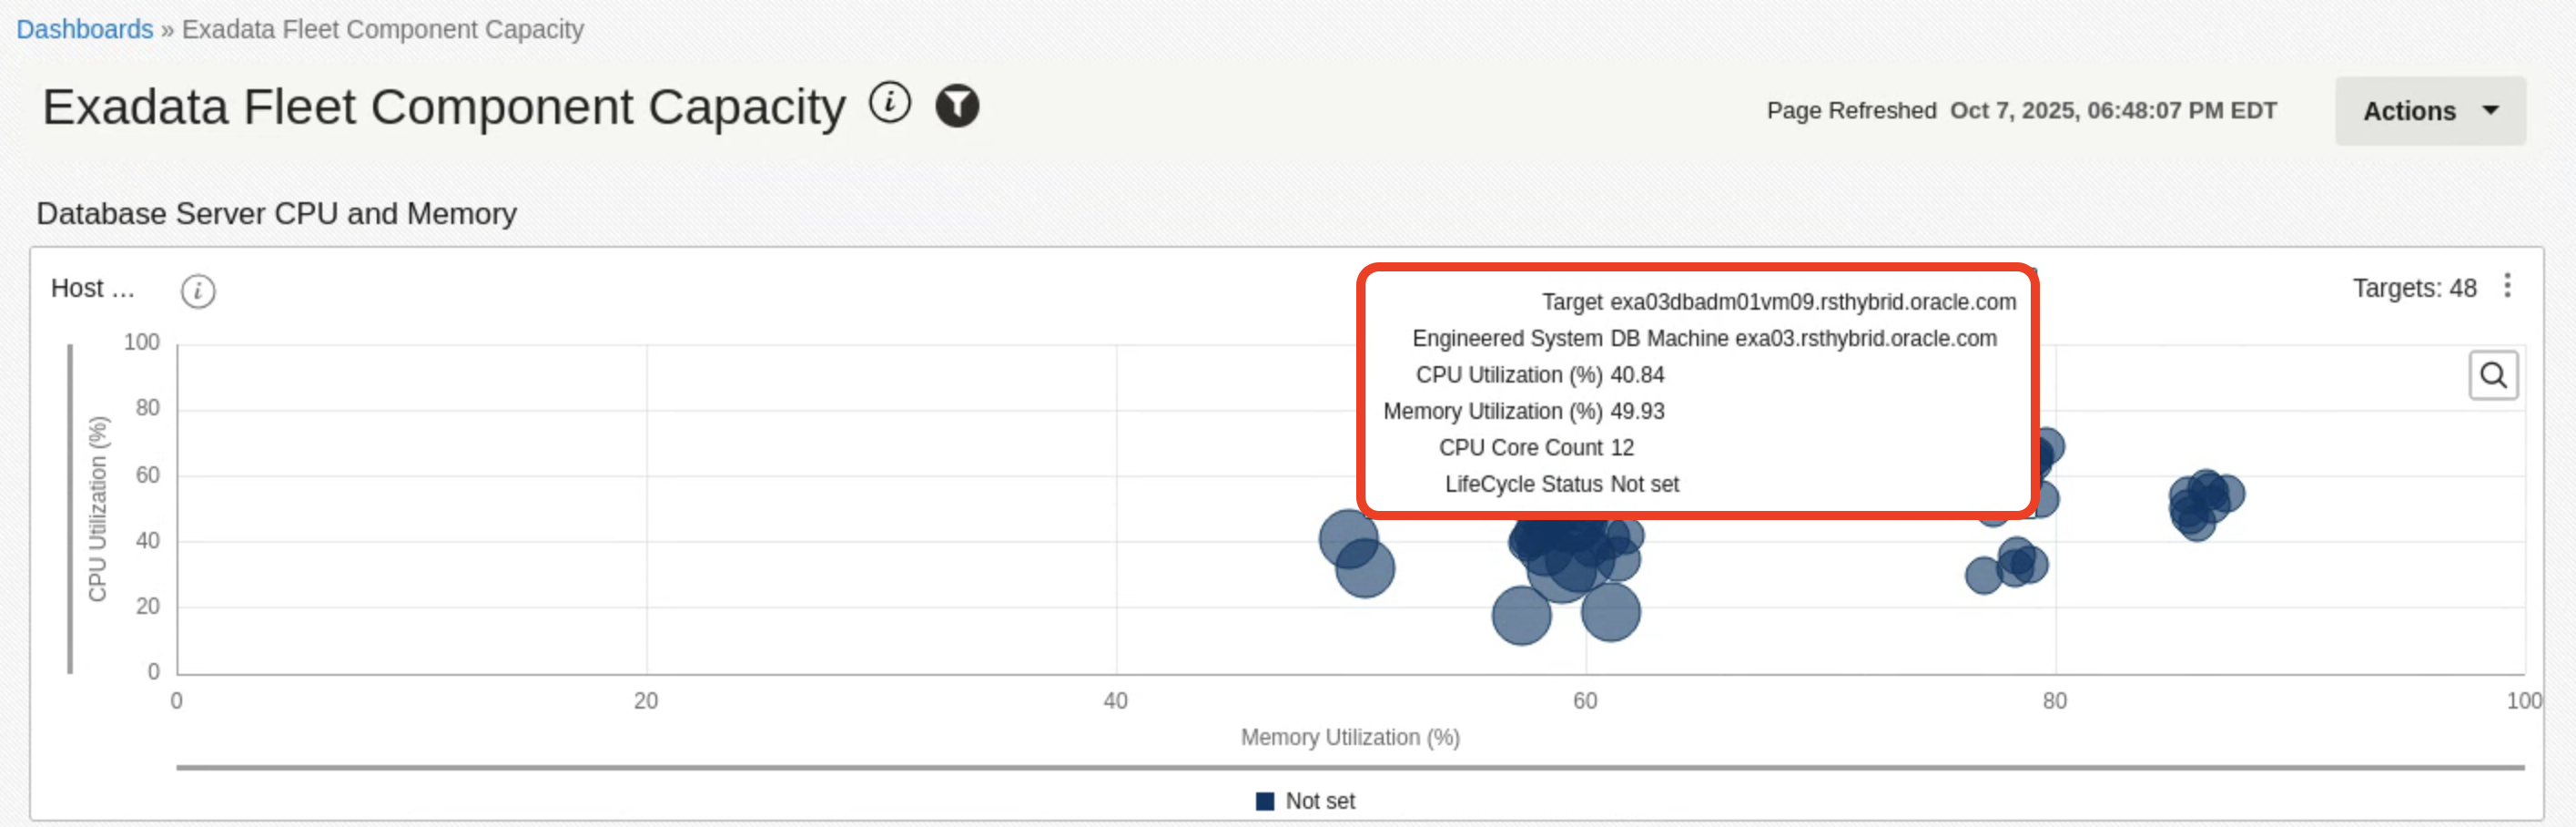 Dashboards » Exadata Fleet Component Capacity
Exadata Fleet Component Capacity
Page Refreshed Oct 7, 2025, 06:48:07 PM EDT
Actions
Database Server CPU and Memory
Host ...
Targets: 48
Target exa03dbadm01vm09.rsthybrid.oracle.com
Engineered System DB Machine exa03.rsthybrid.oracle.com
CPU Utilization (%) 40.84
Memory Utilization (%) 49.93
CPU Core Count 12
LifeCycle Status Not set
CPU Utilization (%)
100
80
60
40
20
0
0 20 40 60 80 100
Memory Utilization (%)
Not set